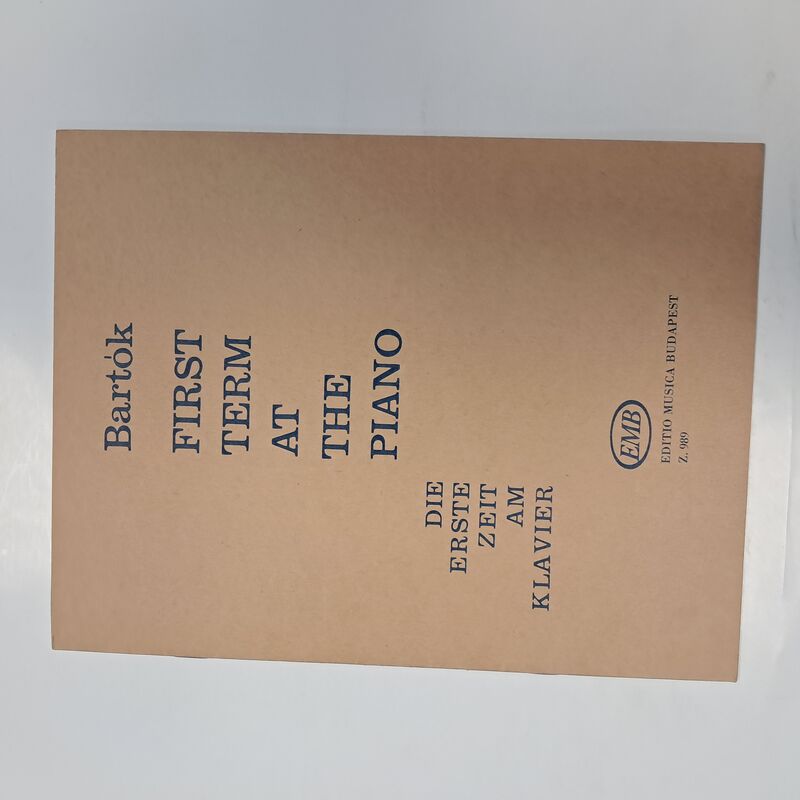 Bartók
FIRST
TERM
AT
THE
PIANO
DIE
ERSTE
ZEIT
AM
KLAVIER
EMB
EDITIO MUSICA BUDAPEST
Z. 989